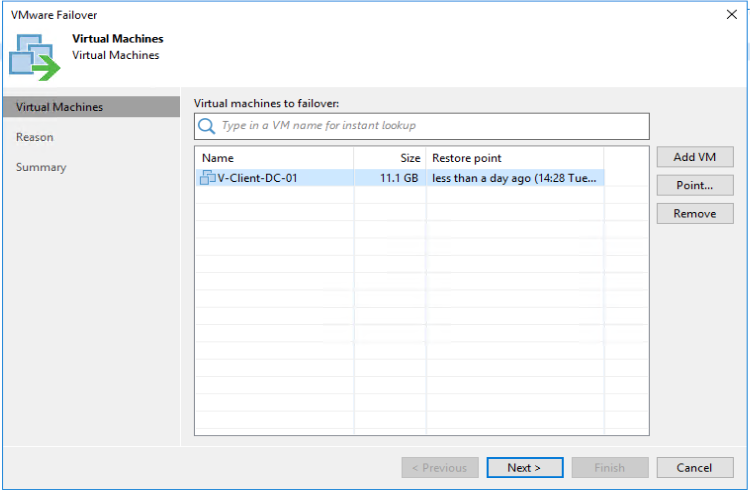 VMware Failover
Virtual Machines
Virtual Machines
Virtual Machines
Reason
Summary
Virtual machines to failover:
Type in a VM name for instant lookup
Name Size Restore point
V-Client-DC-01 11.1 GB less than a day ago (14:28 Tue...
Add VM
Point...
Remove
< Previous Next > Finish Cancel